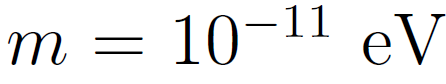 m = 10⁻¹¹ eV